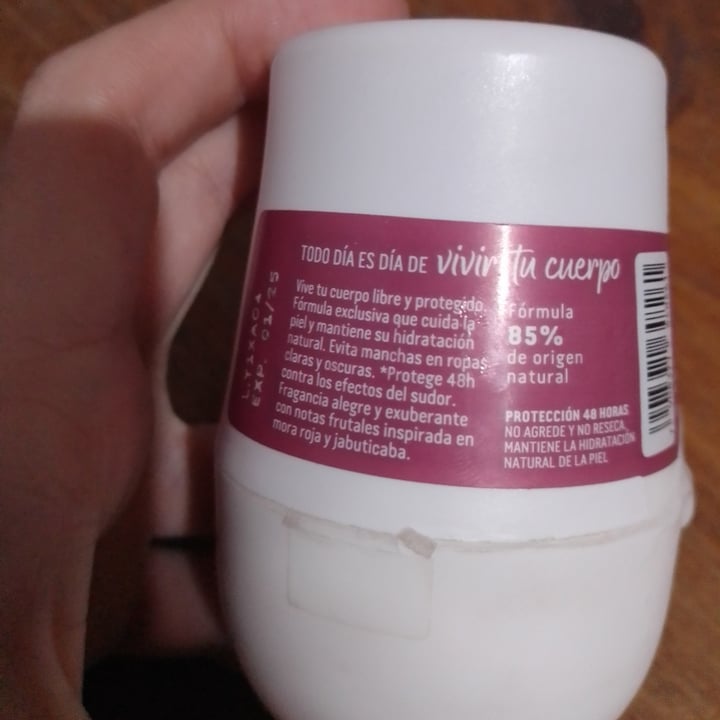 TODO DÍA ES DÍA DE vivir tu cuerpo
Vive tu cuerpo libre y protegido.
Fórmula exclusiva que cuida la
piel y mantiene su hidratación
natural. Evita manchas en ropas
claras y oscuras. *Protege 48h
contra los efectos del sudor.
Fragancia alegre y exuberante
con notas frutales inspirada en
mora roja y jabuticaba.
Fórmula
85%
de origen
natural
PROTECCIÓN 48 HORAS
NO AGREDE Y NO RESECA,
MANTIENE LA HIDRATACIÓN
NATURAL DE LA PIEL
EXP. 01/25